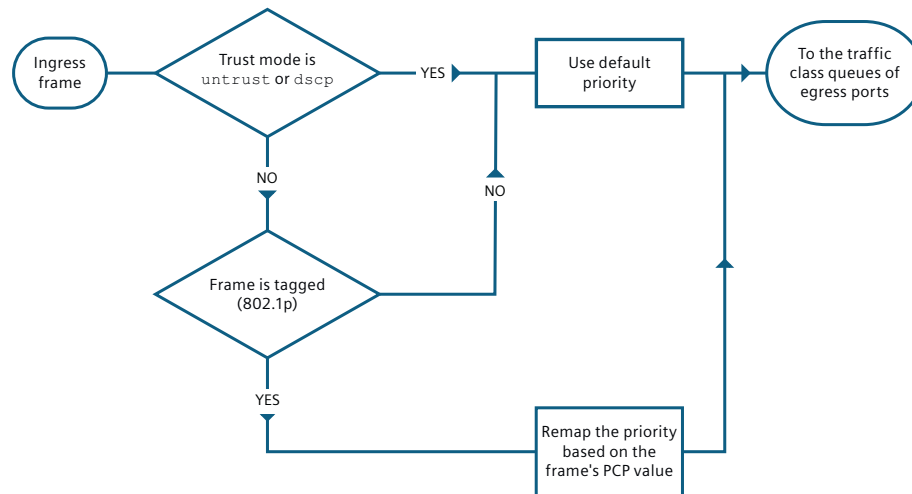 Ingress
frame
Trust mode is
untrust or dscp
YES
Use default
priority
To the traffic
class queues of
egress ports
NO
NO
Frame is tagged
(802.1p)
YES
Remap the priority
based on the
frame's PCP value